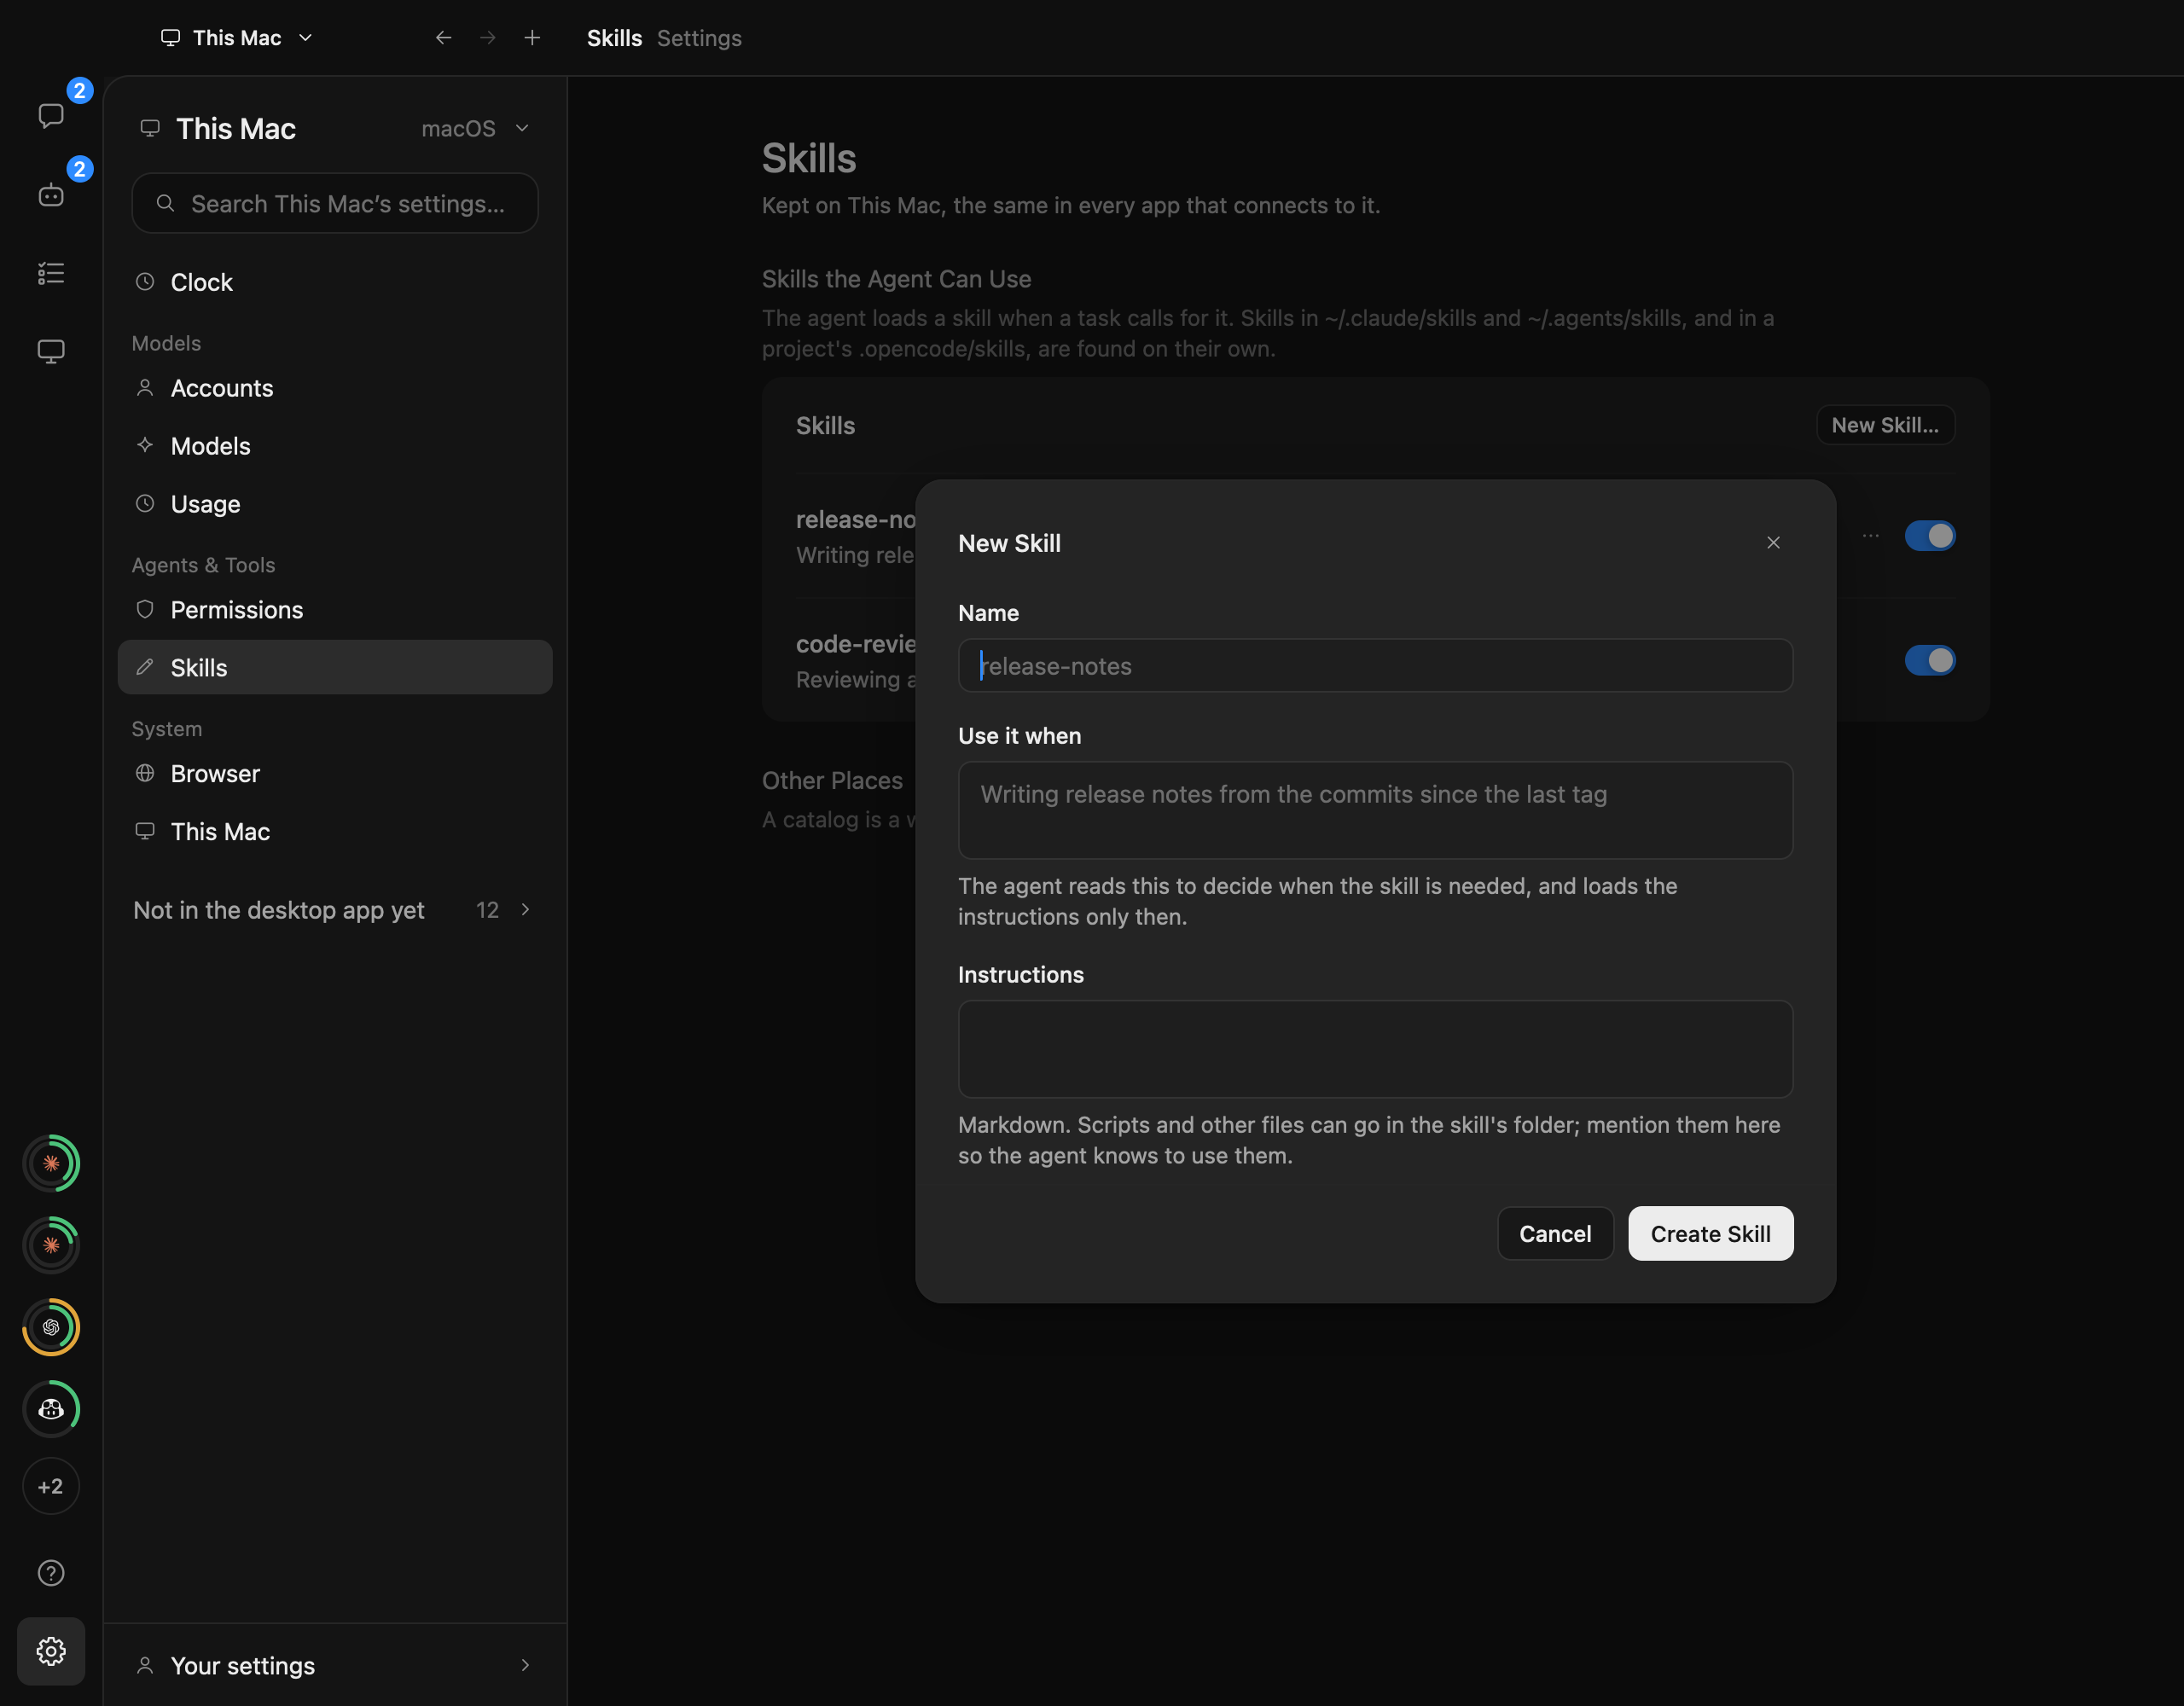 This Mac
Skills Settings
2
2
This Mac macOS
Search This Mac’s settings...
Clock
Models
Accounts
Models
Usage
Agents & Tools
Permissions
Skills
System
Browser
This Mac
Not in the desktop app yet 12
+2
Your settings
Skills
Kept on This Mac, the same in every app that connects to it.
Skills the Agent Can Use
The agent loads a skill when a task calls for it. Skills in ~/.claude/skills and ~/.agents/skills, and in a
project's .opencode/skills, are found on their own.
Skills New Skill...
release-no
Writing rele
code-revie
Reviewing a
Other Places
A catalog is a w
New Skill
Name
release-notes
Use it when
Writing release notes from the commits since the last tag
The agent reads this to decide when the skill is needed, and loads the
instructions only then.
Instructions
Markdown. Scripts and other files can go in the skill's folder; mention them here
so the agent knows to use them.
Cancel Create Skill